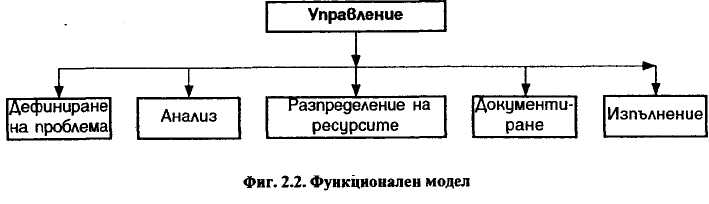 Управление
Дефиниране
на проблема
Анализ
Разпределение на
ресурсите
Документи-
ране
Изпълнение
Фиг. 2.2. Функционален модел